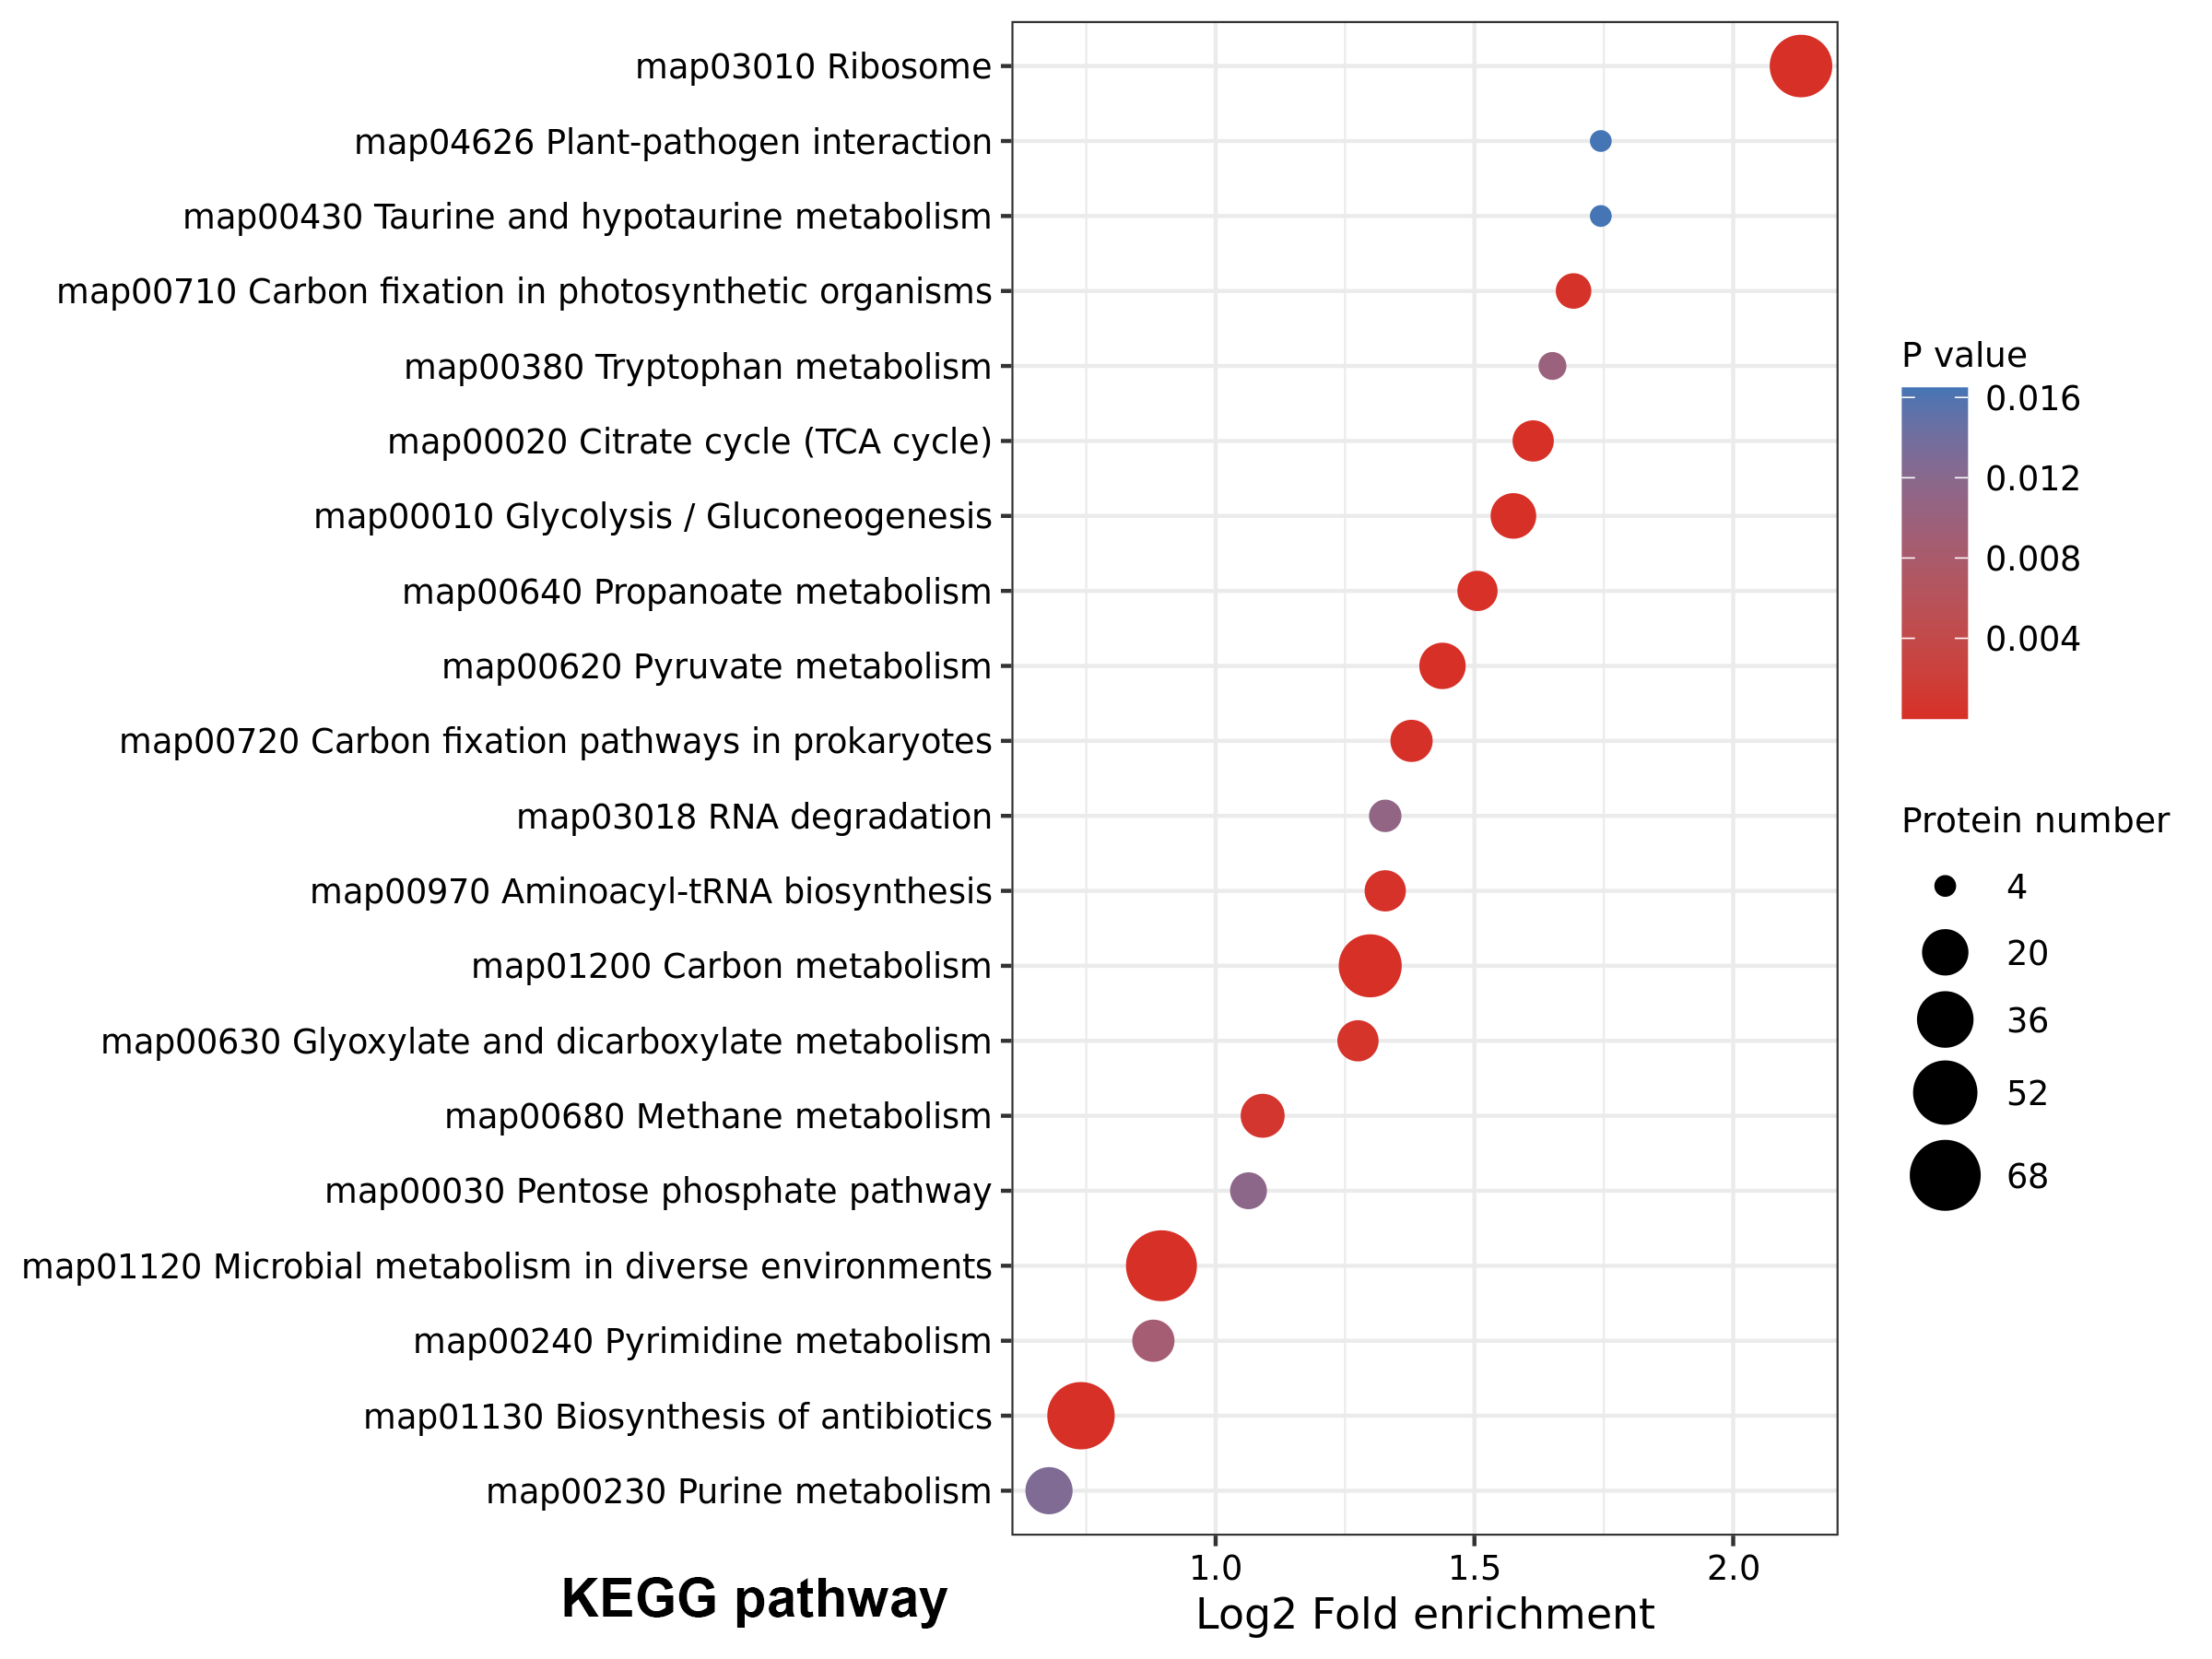 map03010 Ribosome
map04626 Plant-pathogen interaction
map00430 Taurine and hypotaurine metabolism
map00710 Carbon fixation in photosynthetic organisms
map00380 Tryptophan metabolism
map00020 Citrate cycle (TCA cycle)
map00010 Glycolysis / Gluconeogenesis
map00640 Propanoate metabolism
map00620 Pyruvate metabolism
map00720 Carbon fixation pathways in prokaryotes
map03018 RNA degradation
map00970 Aminoacyl-tRNA biosynthesis
map01200 Carbon metabolism
map00630 Glyoxylate and dicarboxylate metabolism
map00680 Methane metabolism
map00030 Pentose phosphate pathway
map01120 Microbial metabolism in diverse environments
map00240 Pyrimidine metabolism
map01130 Biosynthesis of antibiotics
map00230 Purine metabolism
1.0 1.5 2.0
KEGG pathway
Log2 Fold enrichment
P value
0.016
0.012
0.008
0.004
Protein number
4
20
36
52
68